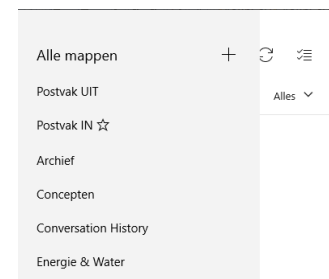 Alle mappen
Postvak UIT
Alles
Postvak IN
Archief
Concepten
Conversation History
Energie & Water